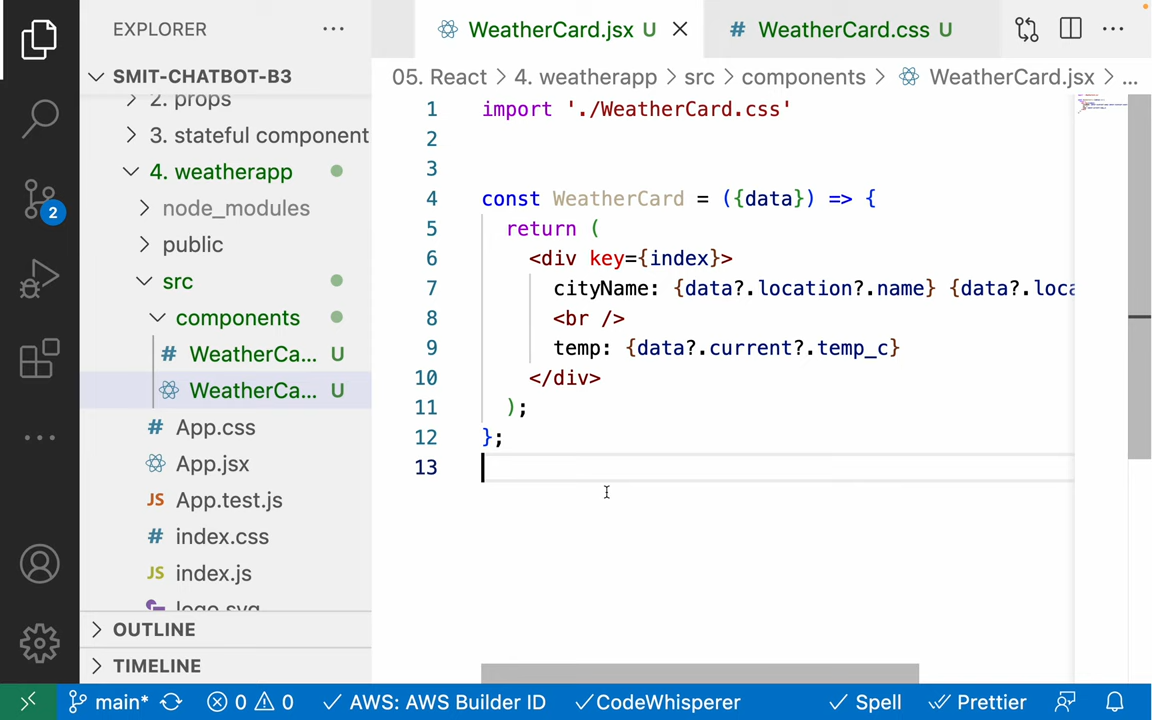 EXPLORER
WeatherCard.jsx U
WeatherCard.css U
SMIT-CHATBOT-B3
05. React > 4. weatherapp > src > components > WeatherCard.jsx > ...
2. props
3. stateful component
4. weatherapp
node_modules
public
src
components
# WeatherCa... U
WeatherCa... U
# App.css
App.jsx
JS App.test.js
# index.css
JS index.js
logo.svg
OUTLINE
TIMELINE
1 import './WeatherCard.css'
2
3
4 const WeatherCard = ({data}) => {
5 return (
6 <div key={index}>
7 cityName: {data?.location?.name} {data?.loca
8 <br />
9 temp: {data?.current?.temp_c}
10 </div>
11 );
12 };
13
2
main* 0 0 AWS: AWS Builder ID CodeWhisperer Spell Prettier